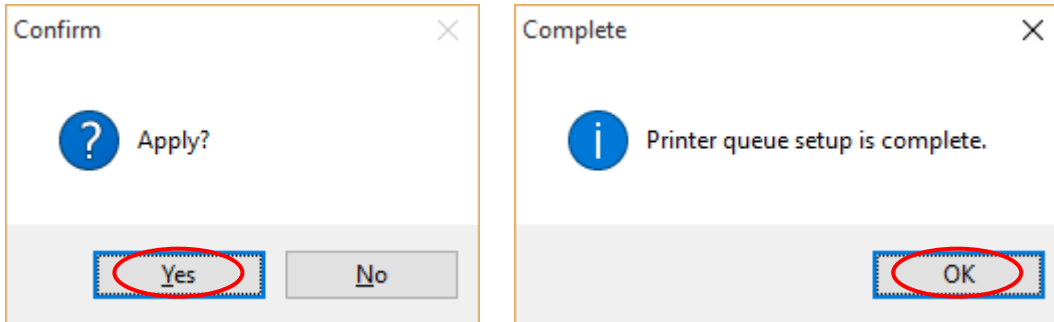 Confirm
Apply?
Yes
No
Complete
Printer queue setup is complete.
OK